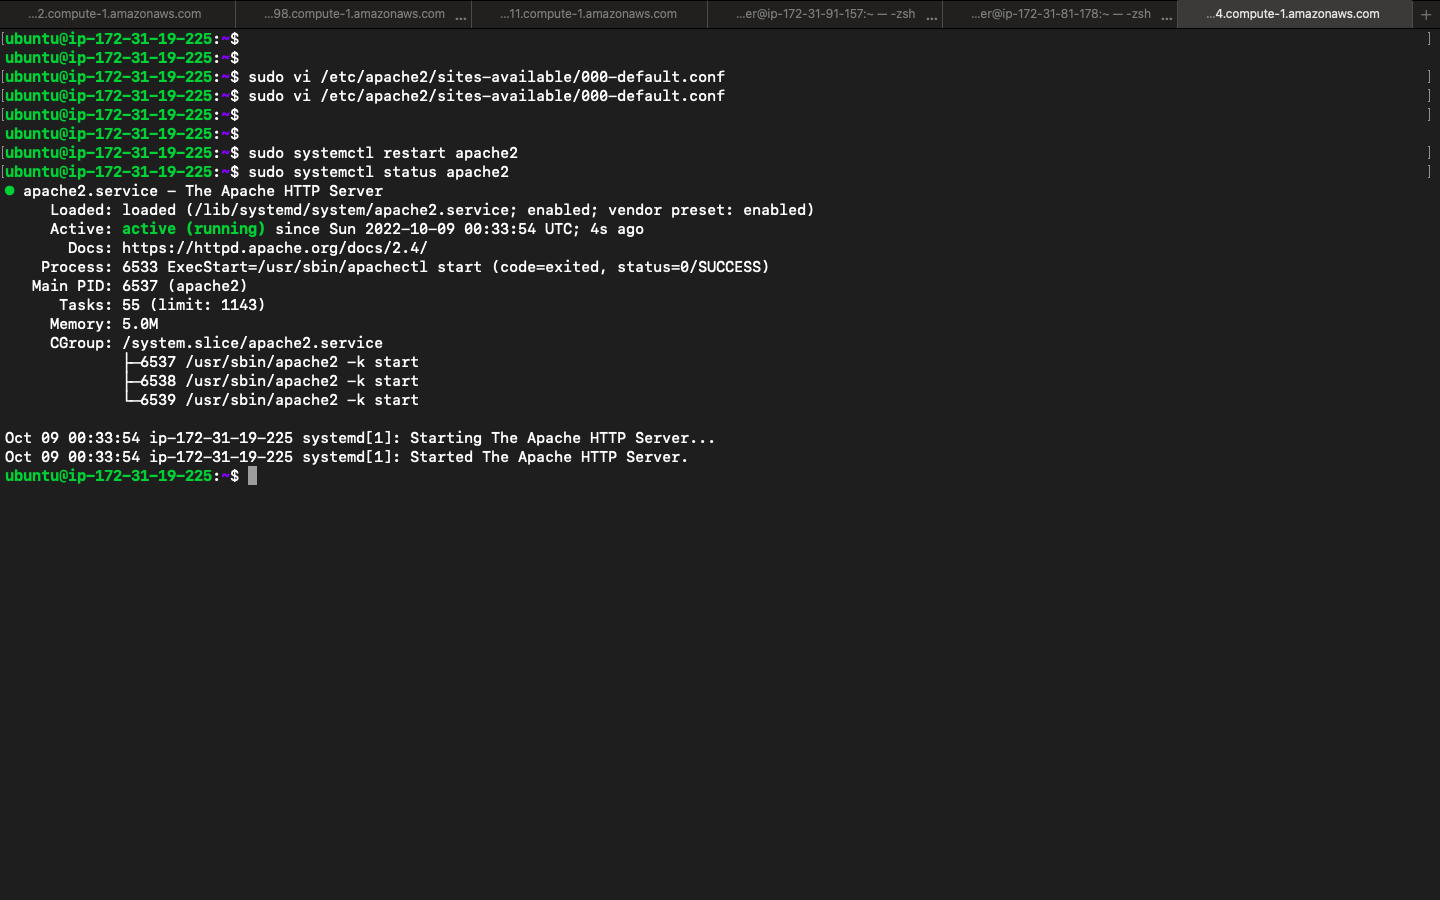 ...2.compute-1.amazonaws.com ...98.compute-1.amazonaws.com ... ...11.compute-1.amazonaws.com ...er@ip-172-31-91-157:~ — -zsh ... ...er@ip-172-31-81-178:~ — -zsh ... ...4.compute-1.amazonaws.com +
[ubuntu@ip-172-31-19-225:~$ ]
ubuntu@ip-172-31-19-225:~$
[ubuntu@ip-172-31-19-225:~$ sudo vi /etc/apache2/sites-available/000-default.conf ]
[ubuntu@ip-172-31-19-225:~$ sudo vi /etc/apache2/sites-available/000-default.conf ]
[ubuntu@ip-172-31-19-225:~$ ]
ubuntu@ip-172-31-19-225:~$
[ubuntu@ip-172-31-19-225:~$ sudo systemctl restart apache2 ]
[ubuntu@ip-172-31-19-225:~$ sudo systemctl status apache2 ]
● apache2.service - The Apache HTTP Server
Loaded: loaded (/lib/systemd/system/apache2.service; enabled; vendor preset: enabled)
Active: active (running) since Sun 2022-10-09 00:33:54 UTC; 4s ago
Docs: https://httpd.apache.org/docs/2.4/
Process: 6533 ExecStart=/usr/sbin/apachectl start (code=exited, status=0/SUCCESS)
Main PID: 6537 (apache2)
Tasks: 55 (limit: 1143)
Memory: 5.0M
CGroup: /system.slice/apache2.service
├─6537 /usr/sbin/apache2 -k start
├─6538 /usr/sbin/apache2 -k start
└─6539 /usr/sbin/apache2 -k start
Oct 09 00:33:54 ip-172-31-19-225 systemd[1]: Starting The Apache HTTP Server...
Oct 09 00:33:54 ip-172-31-19-225 systemd[1]: Started The Apache HTTP Server.
ubuntu@ip-172-31-19-225:~$